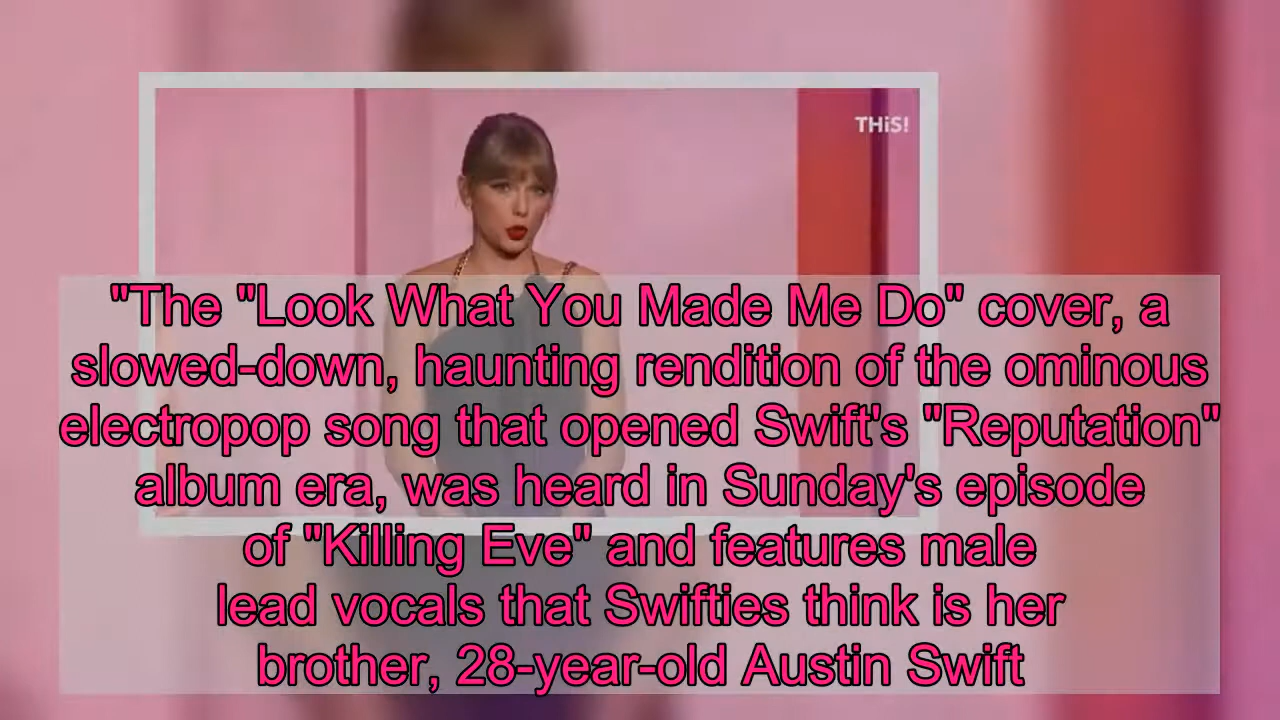 THiS!
"The "Look What You Made Me Do" cover, a
slowed-down, haunting rendition of the ominous
electropop song that opened Swift's "Reputation"
album era, was heard in Sunday's episode
of "Killing Eve" and features male
lead vocals that Swifties think is her
brother, 28-year-old Austin Swift